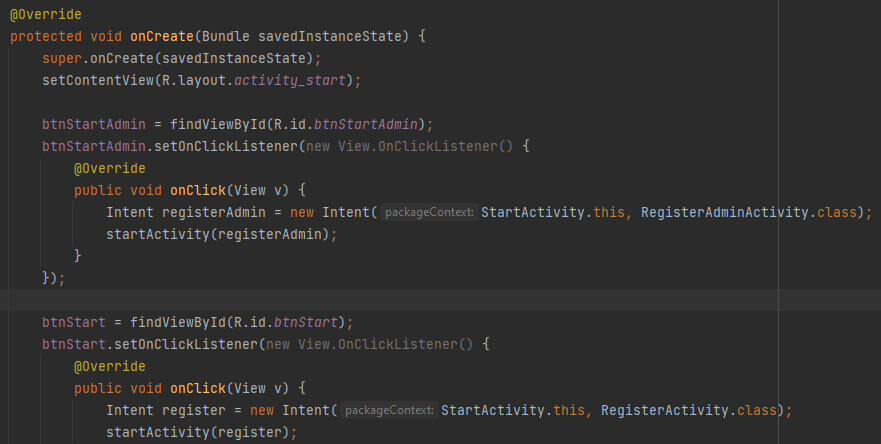 @Override
protected void onCreate(Bundle savedInstanceState) {
super.onCreate(savedInstanceState);
setContentView(R.layout.activity_start);
btnStartAdmin = findViewById(R.id.btnStartAdmin);
btnStartAdmin.setOnClickListener(new View.OnClickListener() {
@Override
public void onClick(View v) {
Intent registerAdmin = new Intent( packageContext: StartActivity.this, RegisterAdminActivity.class);
startActivity(registerAdmin);
}
});
btnStart = findViewById(R.id.btnStart);
btnStart.setOnClickListener(new View.OnClickListener() {
@Override
public void onClick(View v) {
Intent register = new Intent( packageContext: StartActivity.this, RegisterActivity.class);
startActivity(register);